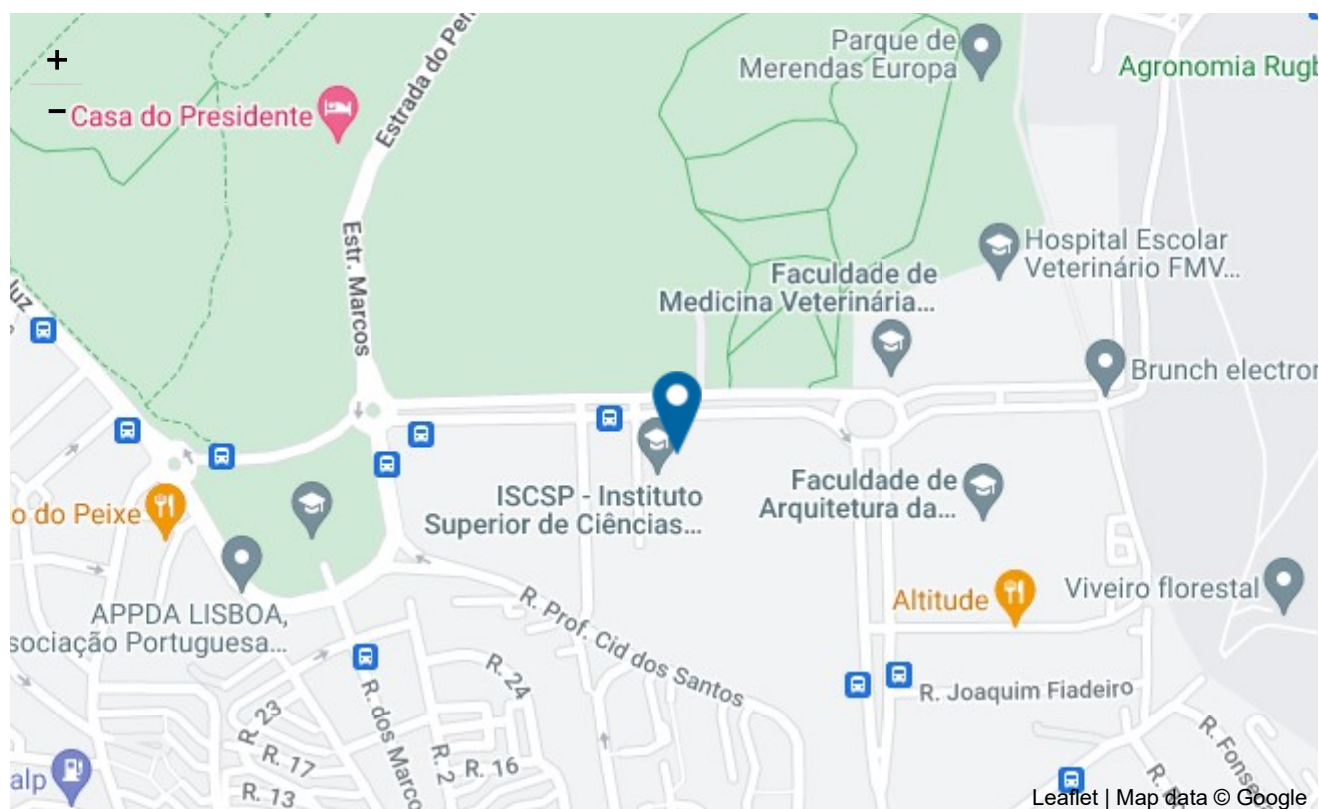 +
−
Parque de
Merendas Europa
Agronomia Rugb
Casa do Presidente
Estrada do Pen
Estr. Marcos
Hospital Escolar
Veterinário FMV...
Faculdade de
Medicina Veterinária...
luz
Brunch electron
ISCSP - Instituto
Superior de Ciências...
Faculdade de
Arquitetura da...
o do Peixe
Altitude
Viveiro florestal
APPDA LISBOA,
sociação Portuguesa...
R. Prof. Cid dos Santos
R. 24
R. dos Marco
R. 2
R. 23
R. 17
R. 16
R. 13
R. Joaquim Fiadeiro
R. Fonsec
alp
Leaflet | Map data © Google